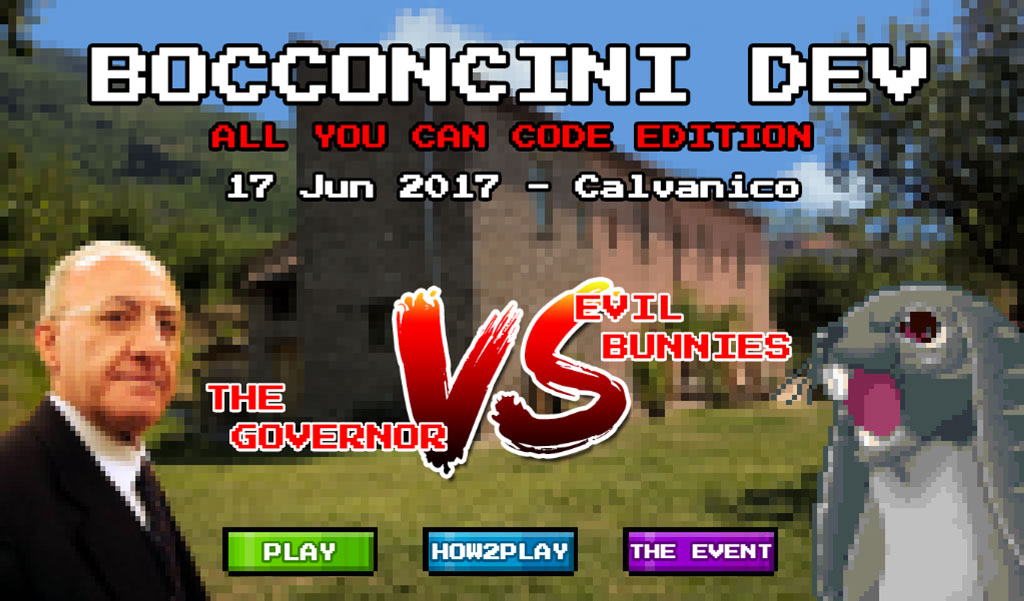 BOCCONCINI DEV
ALL YOU CAN CODE EDITION
17 Jun 2017 - Calvanico
VS
EVIL
BUNNIES
THE
GOVERNOR
PLAY
HOW2PLAY
THE EVENT